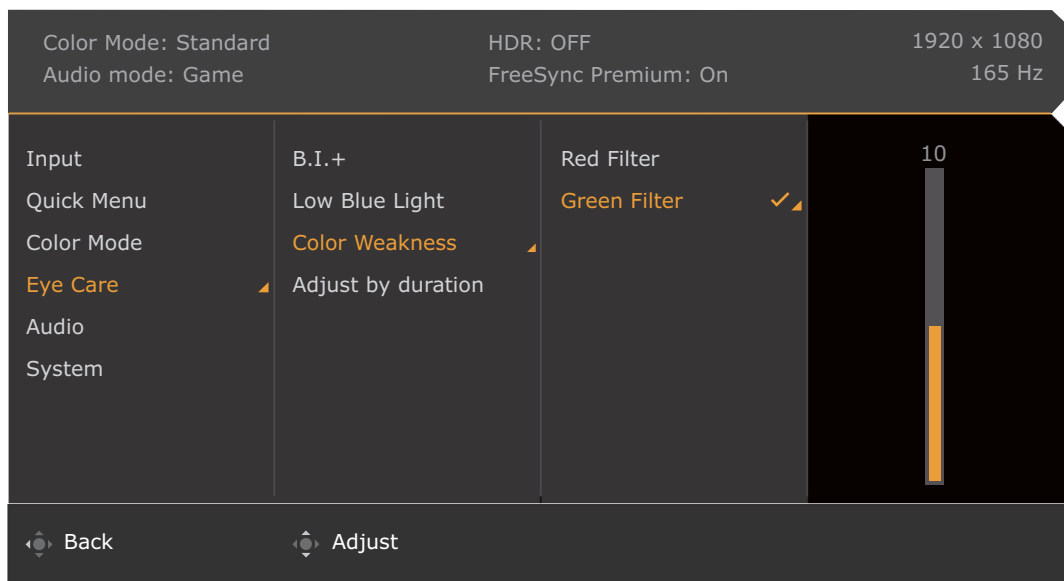 Color Mode: Standard
HDR: OFF
1920 x 1080
Audio mode: Game
FreeSync Premium: On
165 Hz
Input
Quick Menu
Color Mode
Eye Care
Audio
System
B.I.+
Low Blue Light
Color Weakness
Adjust by duration
Red Filter
Green Filter
10
Back
Adjust